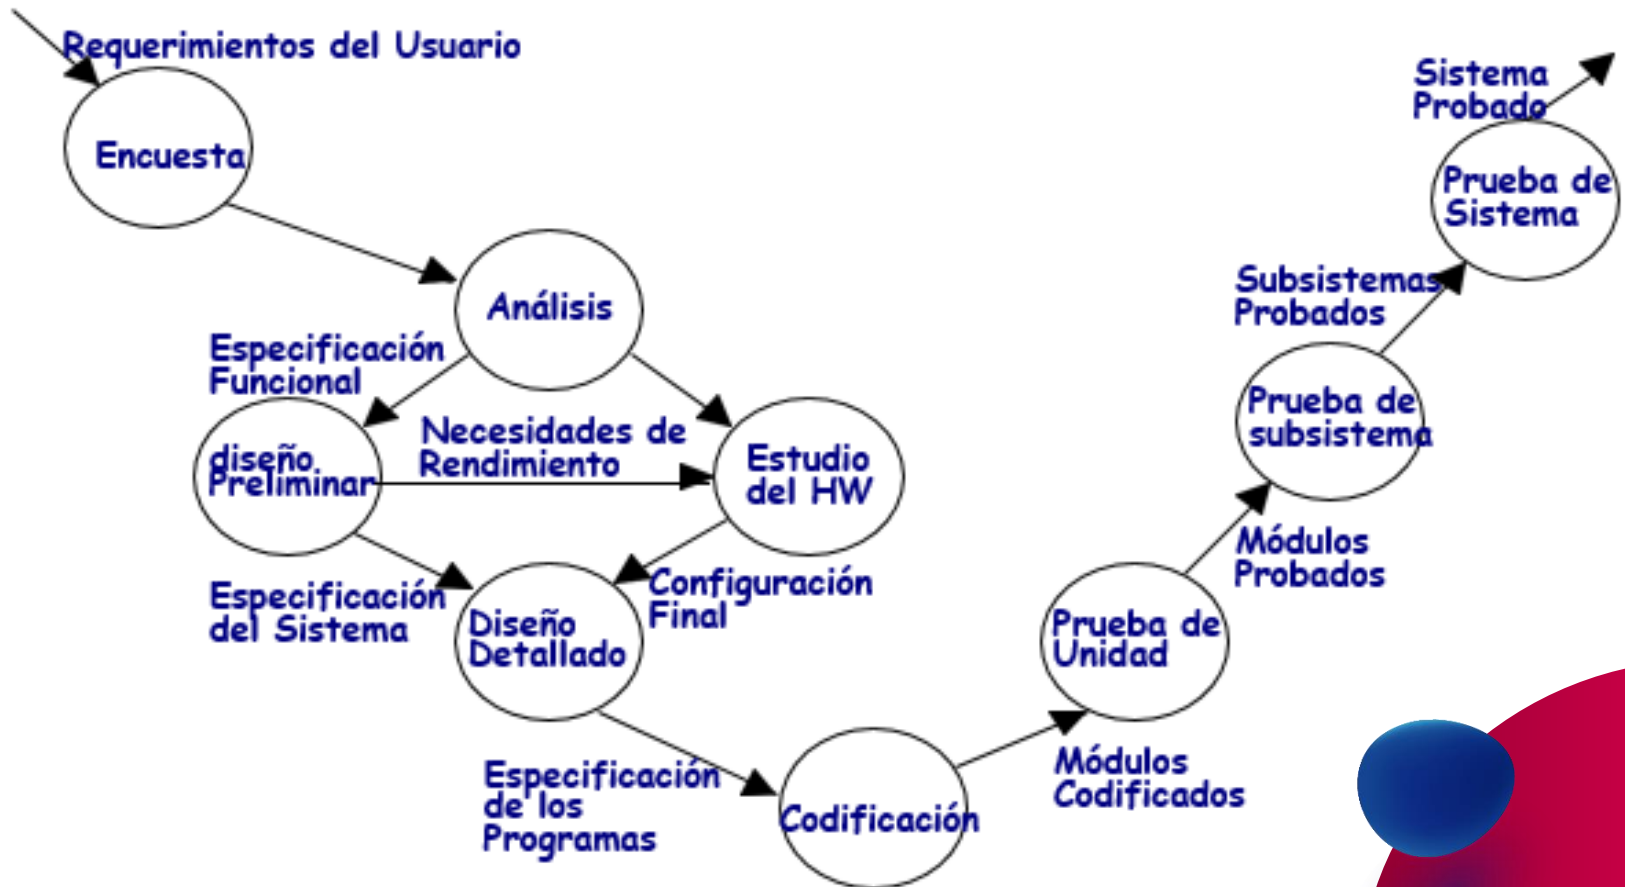 Requerimientos del Usuario
Encuesta
Análisis
Especificación
Funcional
diseño
Preliminar
Necesidades de
Rendimiento
Estudio
del HW
Especificación
del Sistema
Configuración
Final
Diseño
Detallado
Especificación
de los
Programas
Codificación
Módulos
Codificados
Prueba de
Unidad
Módulos
Probados
Prueba de
subsistema
Subsistemas
Probados
Prueba de
Sistema
Sistema
Probado